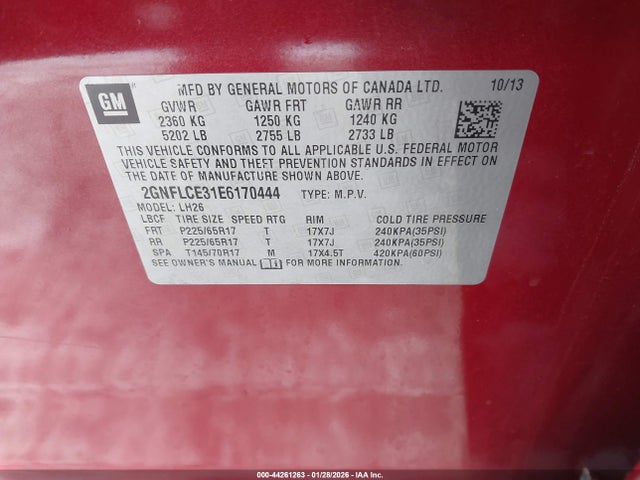 GM
MFD BY GENERAL MOTORS OF CANADA LTD. 10/13
GVWR GAWR FRT GAWR RR
2360 KG 1250 KG 1240 KG
5202 LB 2755 LB 2733 LB
THIS VEHICLE CONFORMS TO ALL APPLICABLE U.S. FEDERAL MOTOR
VEHICLE SAFETY AND THEFT PREVENTION STANDARDS IN EFFECT ON
THE DATE OF MANUFACTURE SHOWN ABOVE.
2GNFLCE31E6170444 TYPE: M.P.V.
MODEL: LH26
LBCF TIRE SIZE SPEED RTG RIM COLD TIRE PRESSURE
FRT P225/65R17 T 17X7J 240KPA(35PSI)
RR P225/65R17 T 17X7J 240KPA(35PSI)
SPA T145/70R17 M 17X4.5T 420KPA(60PSI)
SEE OWNER'S MANUAL FOR MORE INFORMATION.
000-44261263 | 01/28/2026 - IAA Inc.